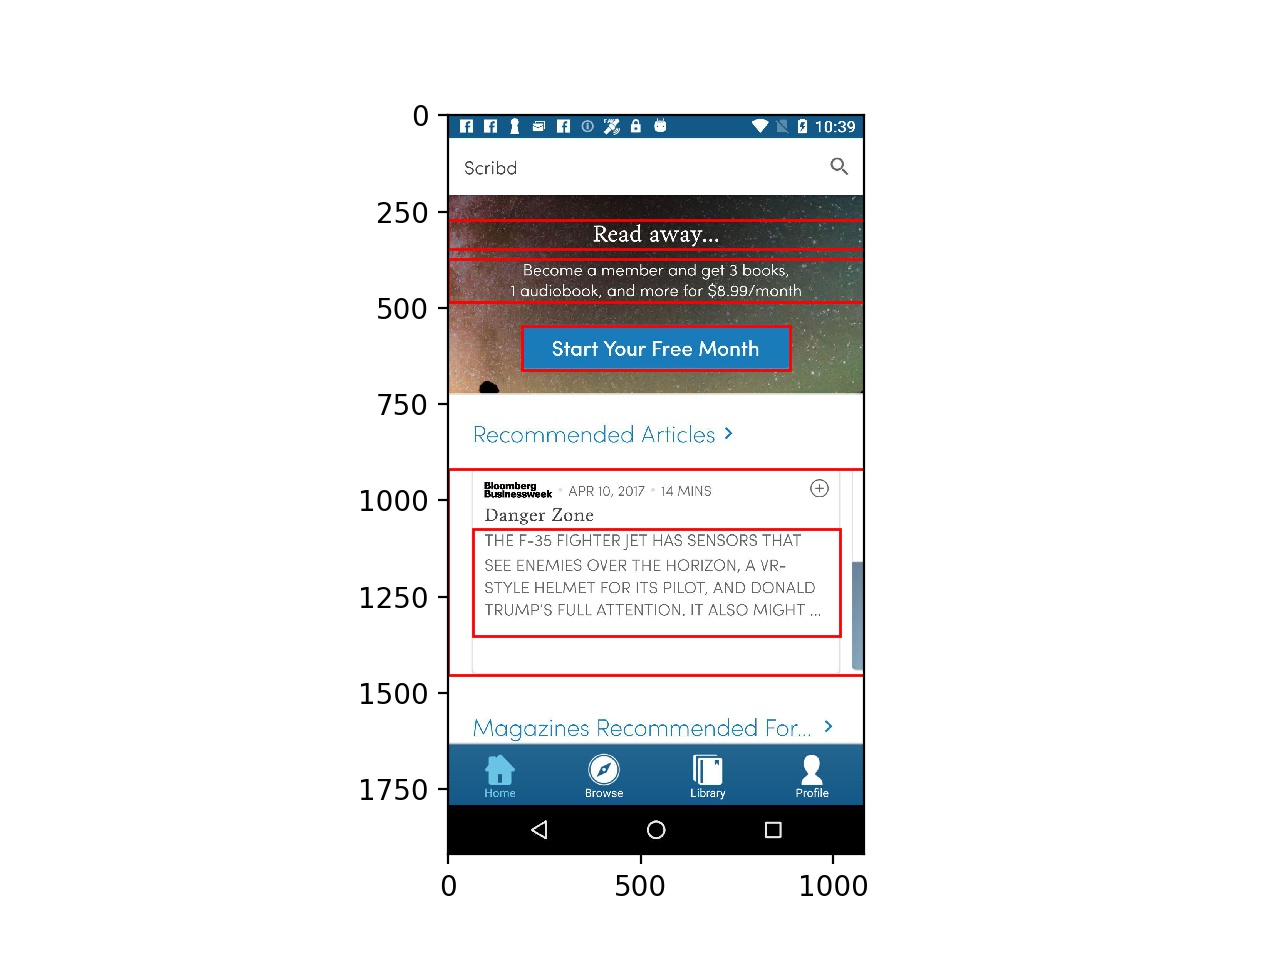 0
250
500
750
1000
1250
1500
1750
10:39
Scribd
Read away...
Become a member and get 3 books,
1 audiobook, and more for $8.99/month
Start Your Free Month
Recommended Articles >
Bloomberg
Businessweek • APR 10, 2017 • 14 MINS
Danger Zone
THE F-35 FIGHTER JET HAS SENSORS THAT
SEE ENEMIES OVER THE HORIZON, A VR-
STYLE HELMET FOR ITS PILOT, AND DONALD
TRUMP'S FULL ATTENTION. IT ALSO MIGHT ...
Magazines Recommended For... >
Home Browse Library Profile
0 500 1000